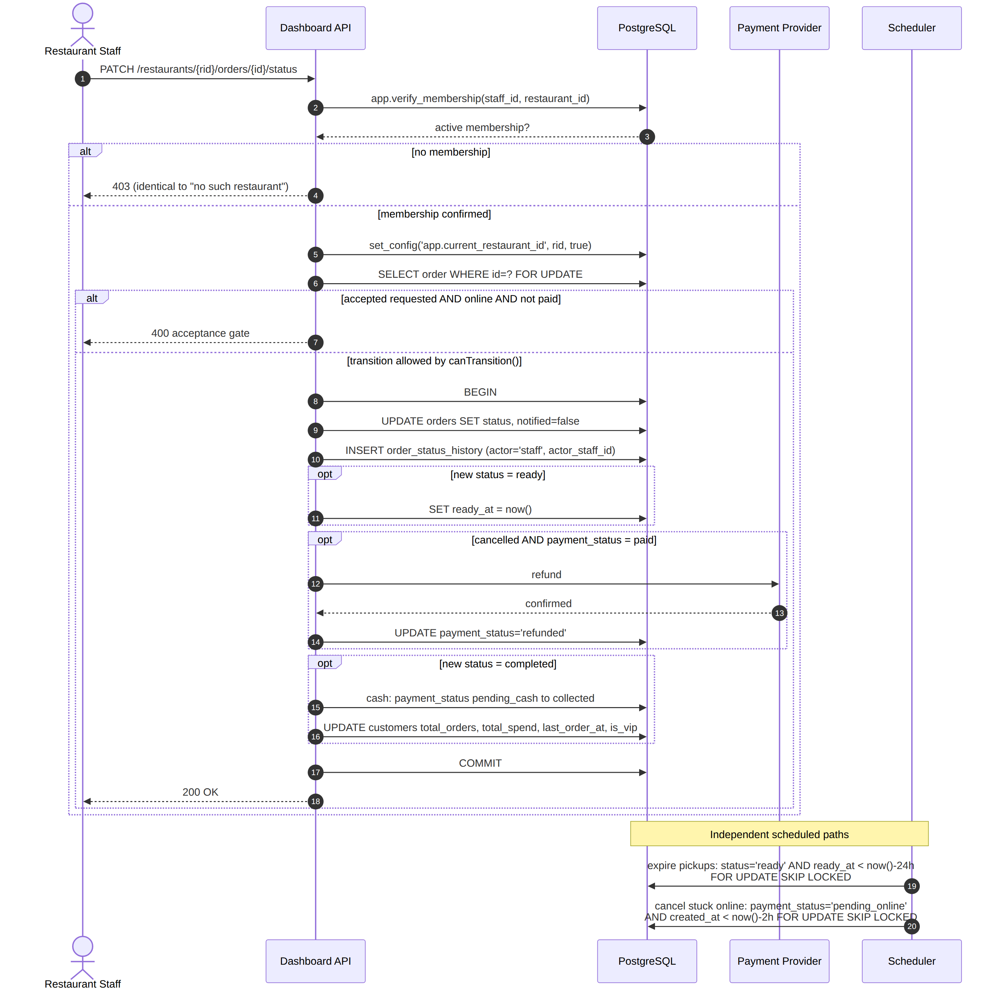 Restaurant Staff
Dashboard API
PostgreSQL
Payment Provider
Scheduler
PATCH /restaurants/{rid}/orders/{id}/status
1
app.verify_membership(staff_id, restaurant_id)
2
active membership?
3
alt
[no membership]
403 (identical to "no such restaurant")
4
[membership confirmed]
set_config('app.current_restaurant_id', rid, true)
5
SELECT order WHERE id=? FOR UPDATE
6
alt
[accepted requested AND online AND not paid]
400 acceptance gate
7
[transition allowed by canTransition()]
BEGIN
8
UPDATE orders SET status, notified=false
9
INSERT order_status_history (actor='staff', actor_staff_id)
10
opt
[new status = ready]
SET ready_at = now()
11
opt
[cancelled AND payment_status = paid]
refund
12
confirmed
13
UPDATE payment_status='refunded'
14
opt
[new status = completed]
cash: payment_status pending_cash to collected
15
UPDATE customers total_orders, total_spend, last_order_at, is_vip
16
COMMIT
17
200 OK
18
Independent scheduled paths
expire pickups: status='ready' AND ready_at < now()-24h
FOR UPDATE SKIP LOCKED
19
cancel stuck online: payment_status='pending_online'
AND created_at < now()-2h FOR UPDATE SKIP LOCKED
20
Restaurant Staff
Dashboard API
PostgreSQL
Payment Provider
Scheduler